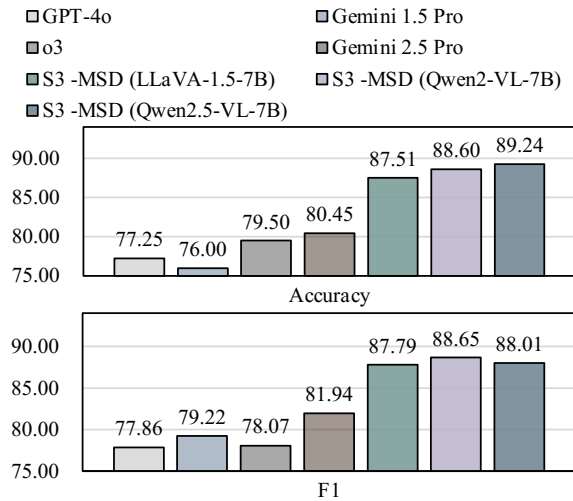 GPT-4o Gemini 1.5 Pro
o3 Gemini 2.5 Pro
S3 -MSD (LLaVA-1.5-7B) S3 -MSD (Qwen2-VL-7B)
S3 -MSD (Qwen2.5-VL-7B)
90.00
85.00
80.00
75.00
77.25 76.00 79.50 80.45 87.51 88.60 89.24
Accuracy
90.00
85.00
80.00
75.00
77.86 79.22 78.07 81.94 87.79 88.65 88.01
F1